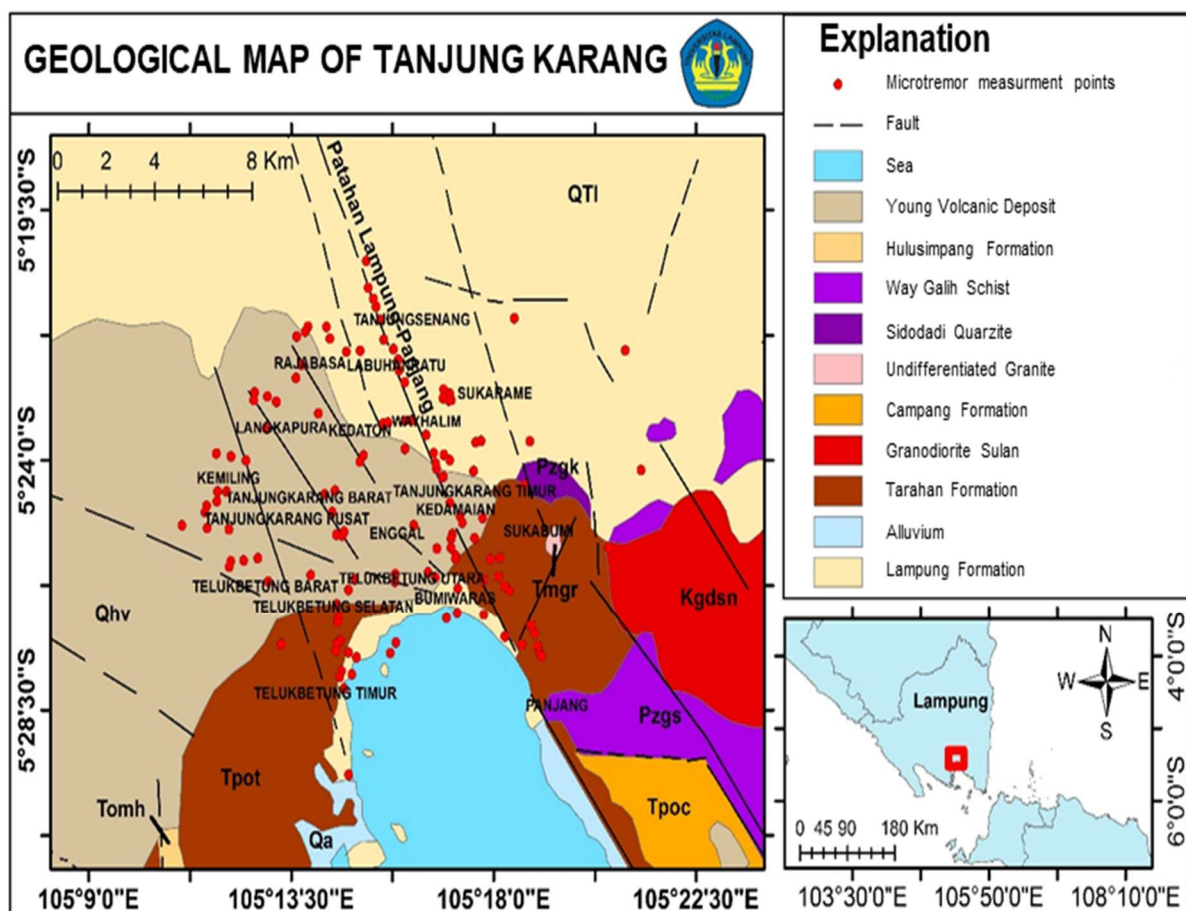 GEOLOGICAL MAP OF TANJUNG KARANG
UNIVERSITAS LAMPUNG
Explanation
Microtremor measurment points
Fault
Sea
Young Volcanic Deposit
Hulusimpang Formation
Way Galih Schist
Sidodadi Quarzite
Undifferentiated Granite
Campang Formation
Granodiorite Sulan
Tarahan Formation
Alluvium
Lampung Formation
0 2 4 8 Km
5°19'30"S
5°24'0"S
5°28'30"S
QTl
Patahan Lampung-Panjang
TANJUNGSENANG
RAJABASA
LABUHANRATU
SUKARAME
LANGKAPURA
KEDATON
WAYHALIM
KEMILING
Pzgk
TANJUNGKARANG BARAT
TANJUNGKARANG TIMUR
KEDAMAIAN
TANJUNGKARANG PUSAT
ENGGAL
SUKABUMI
TELUKBETUNG BARAT
TELUKBETUNG UTARA
Tmgr
Qhv
TELUKBETUNG SELATAN
BUMIWARAS
Kgdsn
TELUKBETUNG TIMUR
PANJANG
Pzgs
Tpot
Tpoc
Tomh
Qa
105°9'0"E
105°13'30"E
105°18'0"E
105°22'30"E
Lampung
N
W
E
S
4°0'0"S
6°0'0"S
0 45 90 180 Km
103°30'0"E
105°50'0"E
108°10'0"E